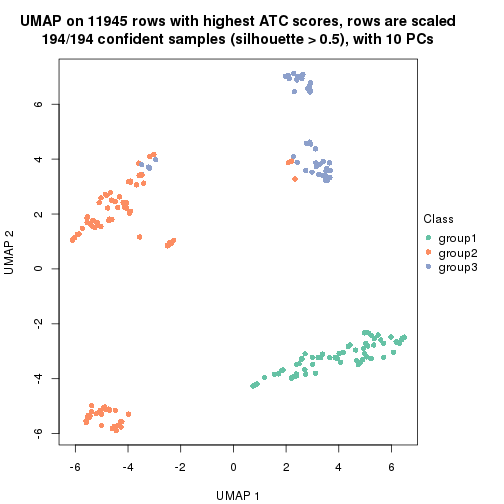 UMAP on 11945 rows with highest ATC scores, rows are scaled
194/194 confident samples (silhouette > 0.5), with 10 PCs
6
4
2
0
-2
-4
-6
UMAP 2
-6
-4
-2
0
2
4
6
UMAP 1
Class
group1
group2
group3